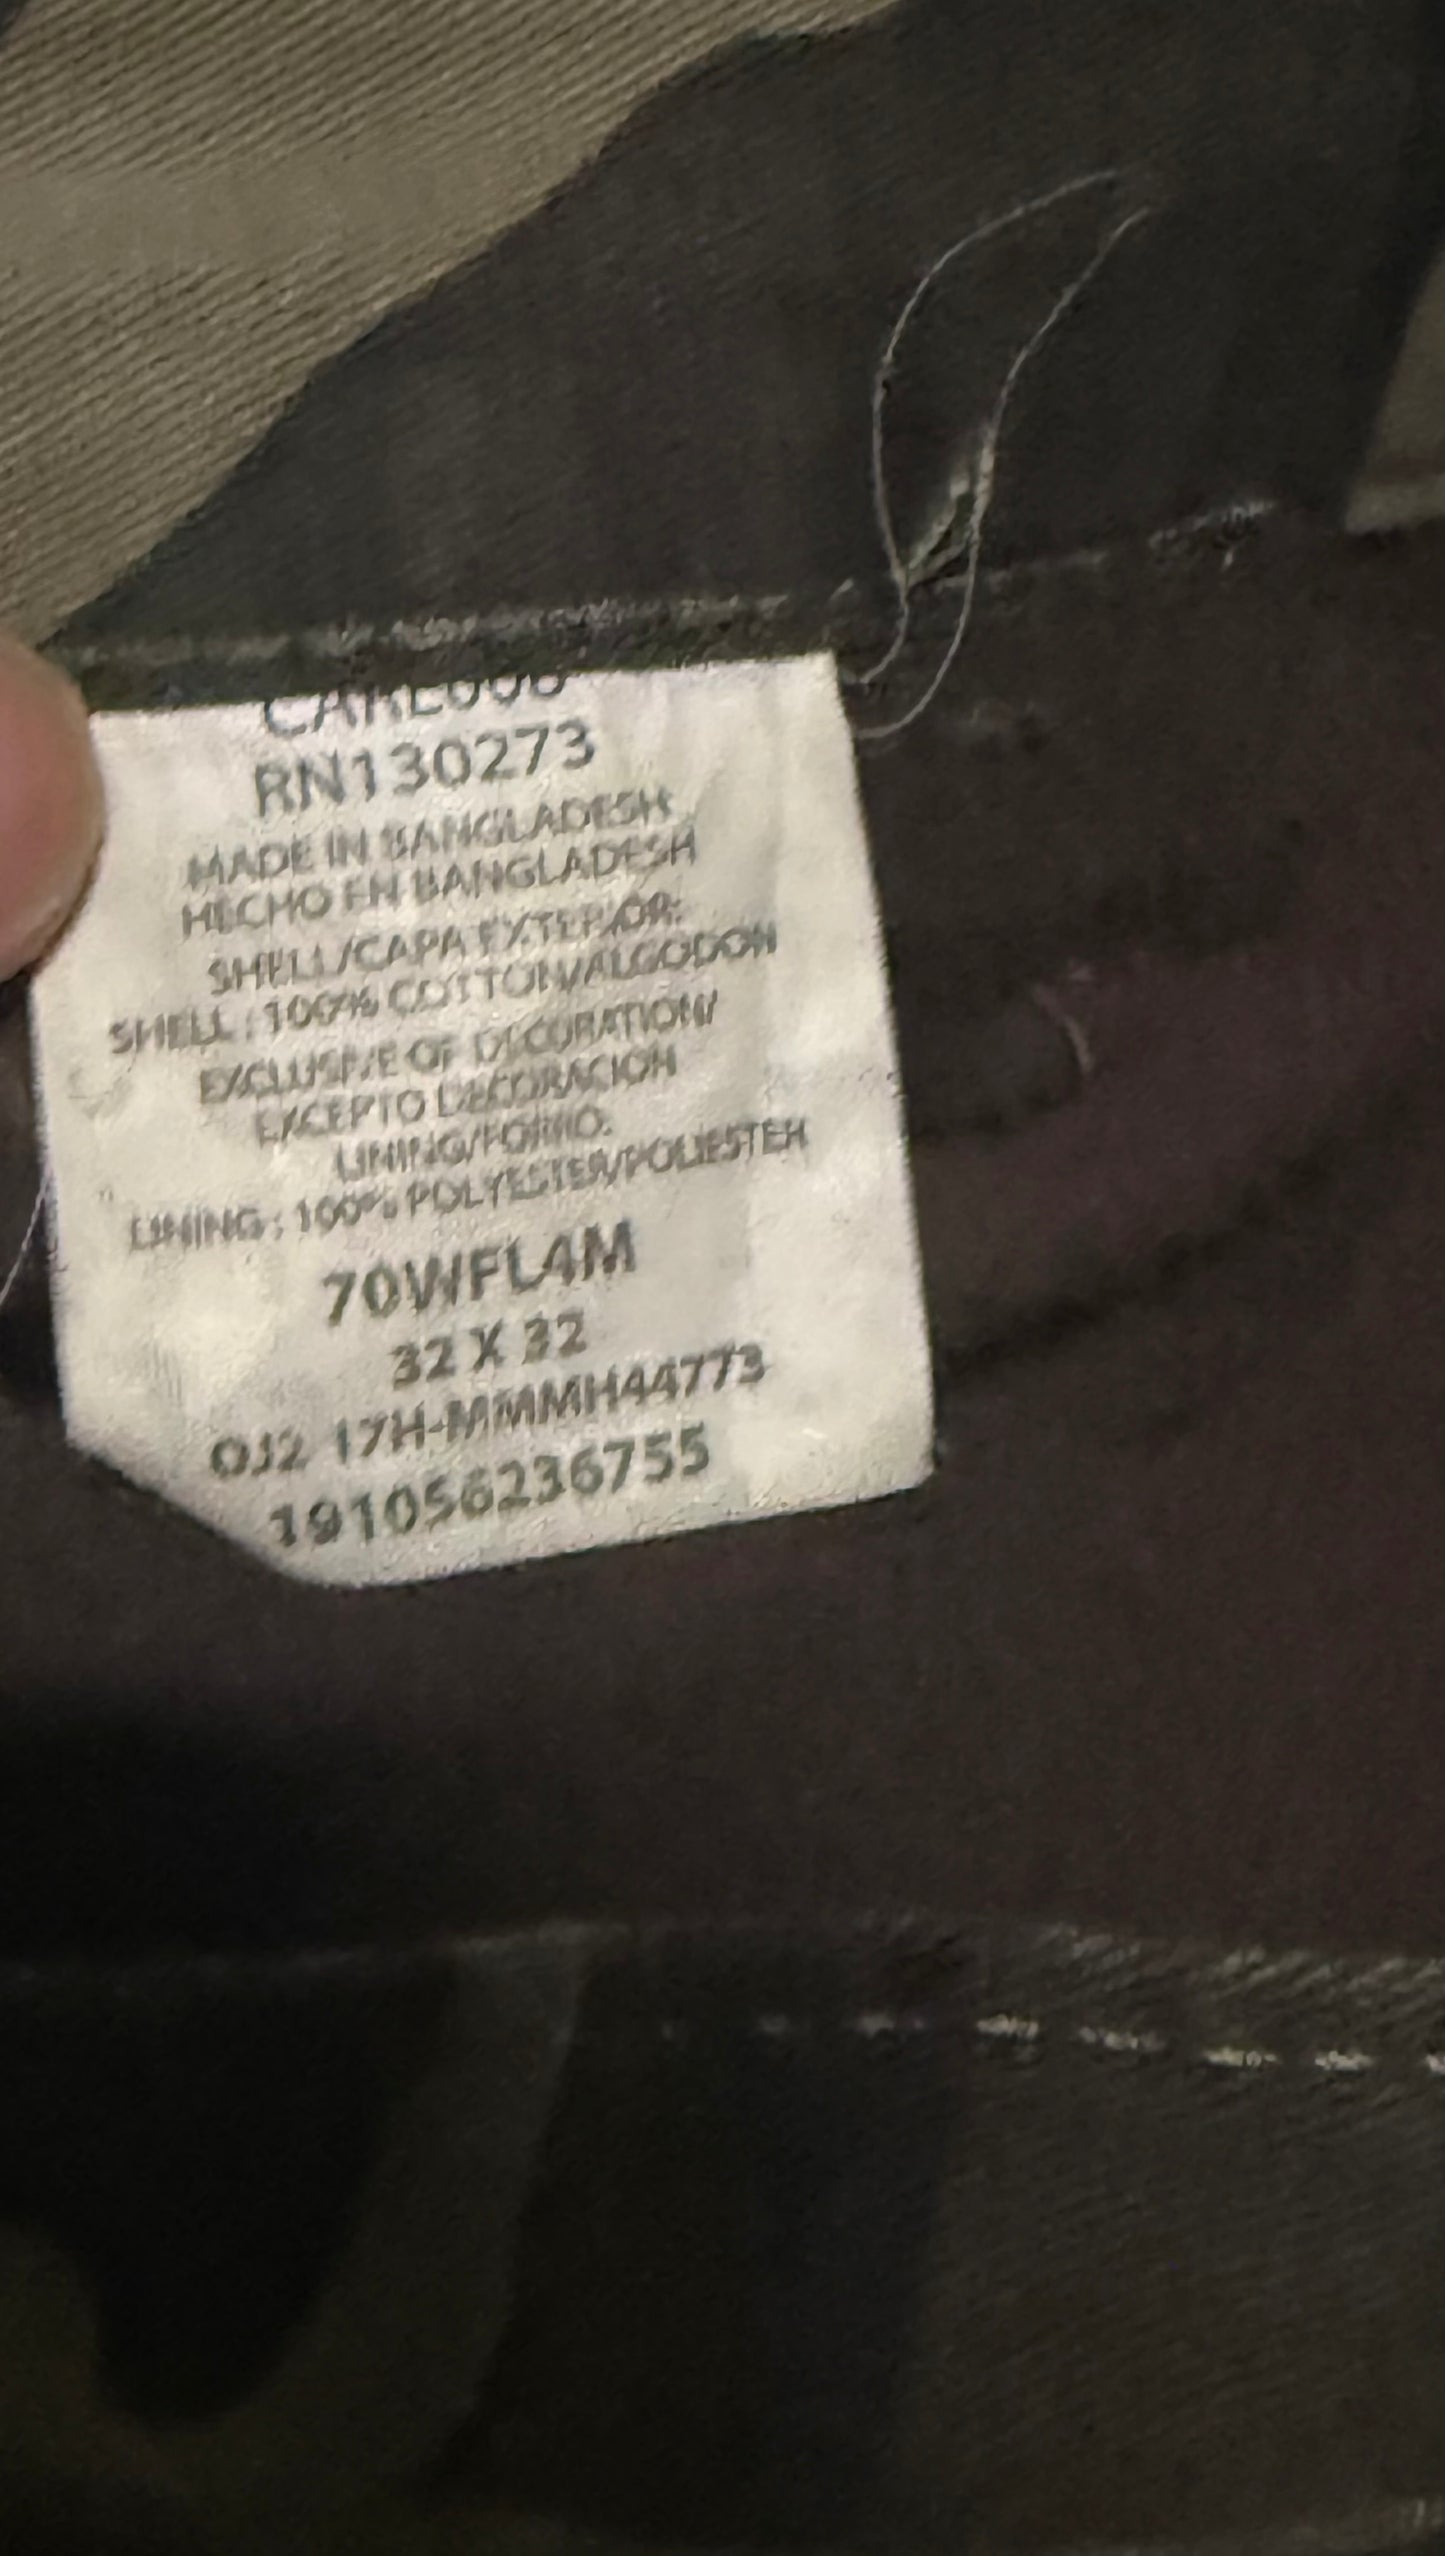 CARE006
RN130273
MADE IN BANGLADESH
HECHO EN BANGLADESH
SHELL/CAPA EXTERIOR:
SHELL : 100% COTTON/ALGODON
EXCLUSIVE OF DECORATION/
EXCEPTO DECORACION
LINING/FORRO:
LINING : 100% POLYESTER/POLIESTER
70WFL4M
32 X 32
OJ2 17H-MMMH44773
191056236755